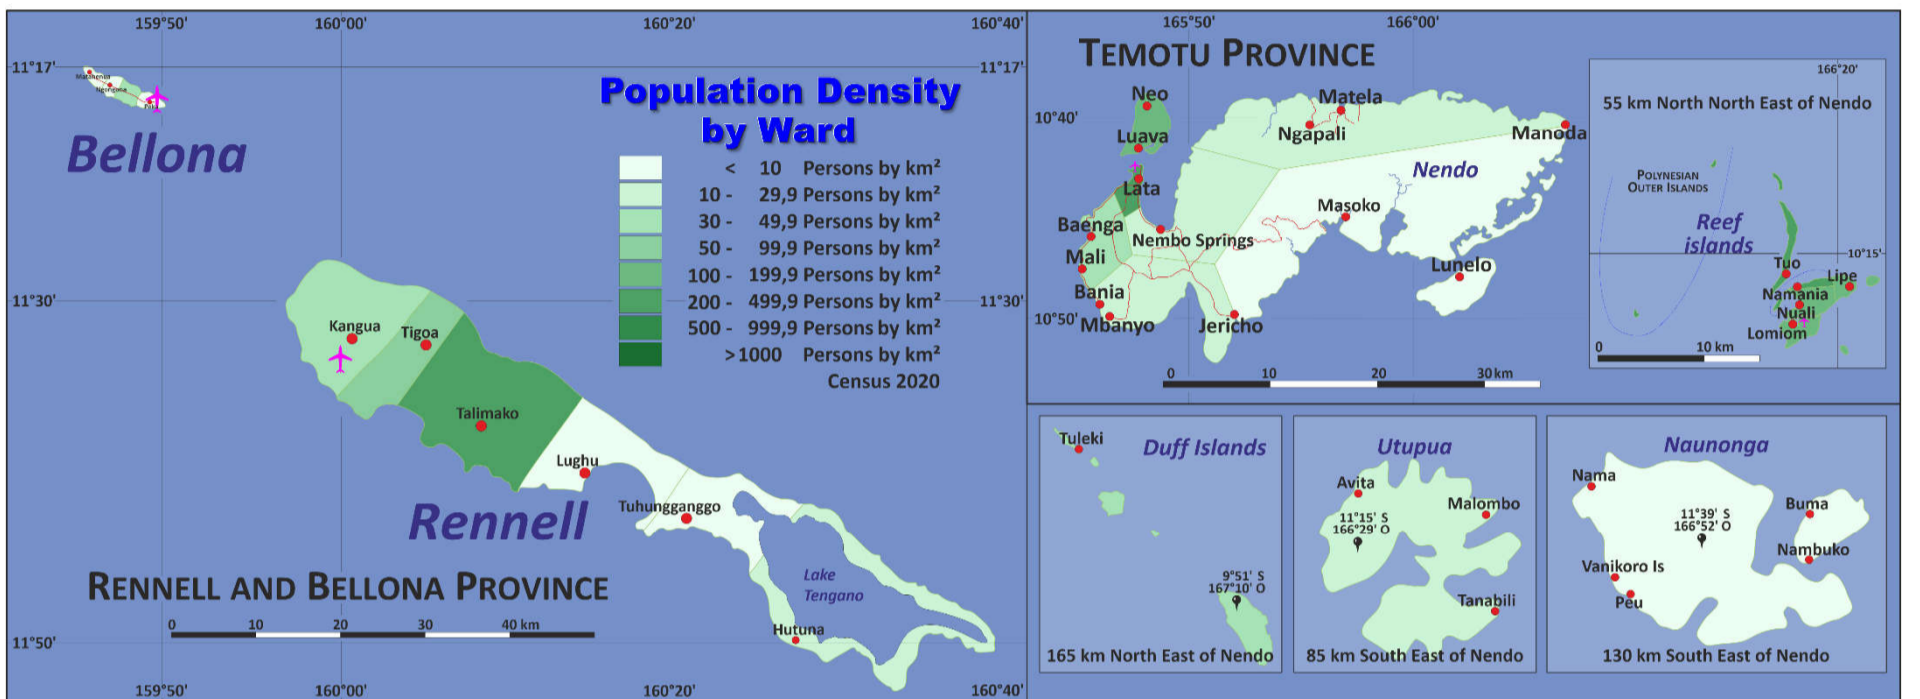 159°50'
160°00'
160°20'
160°40'
11°17'
11°17'
Matahenua
Ngongona
Bellona
Population Density
by Ward
< 10 Persons by km²
10 - 29,9 Persons by km²
30 - 49,9 Persons by km²
50 - 99,9 Persons by km²
100 - 199,9 Persons by km²
200 - 499,9 Persons by km²
500 - 999,9 Persons by km²
>1000 Persons by km²
Census 2020
11°30'
11°30'
Kangua
Tigoa
Talimako
Lughu
Tuhungganggo
Rennell
RENNELL AND BELLONA PROVINCE
0 10 20 30 40 km
Lake
Tengano
Hutuna
11°50'
11°50'
159°50'
160°00'
160°20'
160°40'
165°50'
166°00'
TEMOTU PROVINCE
10°40'
Neo
Luava
Lata
Matela
Ngapali
Manoda
Nendo
Masoko
Baenga
Nembo Springs
Mali
Lunelo
Bania
10°50'
Mbanyo
Jericho
0 10 20 30 km
166°20'
55 km North North East of Nendo
POLYNESIAN
OUTER ISLANDS
Reef
islands
10°15'
Tuo
Lipe
Namania
Nuali
Lomiom
0 10 km
Tuleki
Duff Islands
9°51' S
167°10' O
165 km North East of Nendo
Utupua
Avita
Malombo
11°15' S
166°29' O
Tanabili
85 km South East of Nendo
Naunonga
Nama
Buma
11°39' S
166°52' O
Nambuko
Vanikoro Is
Peu
130 km South East of Nendo